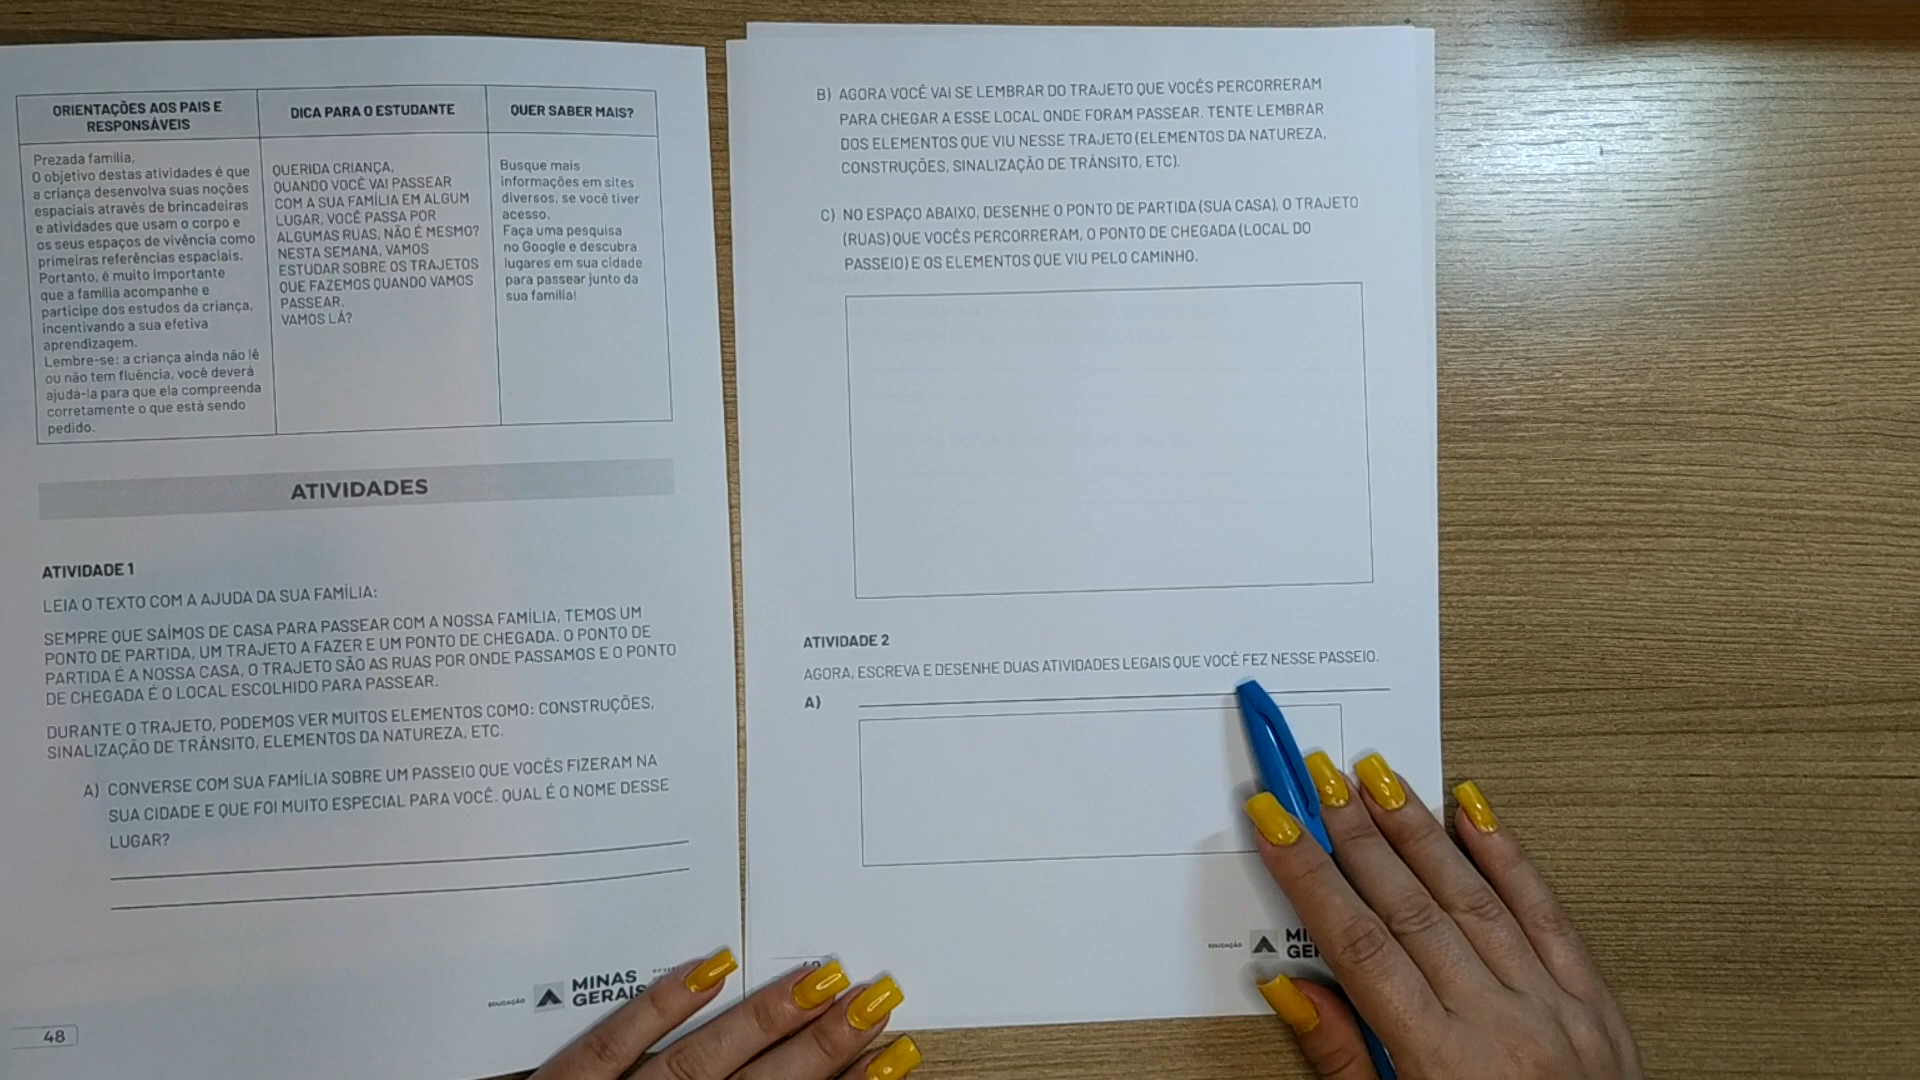 ORIENTAÇÕES AOS PAIS E
RESPONSÁVEIS
Prezada família,
O objetivo destas atividades é que
a criança desenvolva suas noções
espaciais através de brincadeiras
e atividades que usam o corpo e
os seus espaços de vivência como
primeiras referências espaciais.
Portanto, é muito importante
que a família acompanhe e
participe dos estudos da criança,
incentivando a sua efetiva
aprendizagem.
Lembre-se: a criança ainda não lê
ou não tem fluência, você deverá
ajudá-la para que ela compreenda
corretamente o que está sendo
pedido.
DICA PARA O ESTUDANTE
QUERIDA CRIANÇA,
QUANDO VOCÊ VAI PASSEAR
COM A SUA FAMÍLIA EM ALGUM
LUGAR, VOCÊ PASSA POR
ALGUMAS RUAS, NÃO É MESMO?
NESTA SEMANA, VAMOS
ESTUDAR SOBRE OS TRAJETOS
QUE FAZEMOS QUANDO VAMOS
PASSEAR.
VAMOS LÁ?
QUER SABER MAIS?
Busque mais
informações em sites
diversos, se você tiver
acesso.
Faça uma pesquisa
no Google e descubra
lugares em sua cidade
para passear junto da
sua família!
ATIVIDADES
ATIVIDADE 1
LEIA O TEXTO COM A AJUDA DA SUA FAMÍLIA:
SEMPRE QUE SAÍMOS DE CASA PARA PASSEAR COM A NOSSA FAMÍLIA, TEMOS UM
PONTO DE PARTIDA, UM TRAJETO A FAZER E UM PONTO DE CHEGADA. O PONTO DE
PARTIDA É A NOSSA CASA, O TRAJETO SÃO AS RUAS POR ONDE PASSAMOS E O PONTO
DE CHEGADA É O LOCAL ESCOLHIDO PARA PASSEAR.
DURANTE O TRAJETO, PODEMOS VER MUITOS ELEMENTOS COMO: CONSTRUÇÕES,
SINALIZAÇÃO DE TRÂNSITO, ELEMENTOS DA NATUREZA, ETC.
A) CONVERSE COM SUA FAMÍLIA SOBRE UM PASSEIO QUE VOCÊS FIZERAM NA
SUA CIDADE E QUE FOI MUITO ESPECIAL PARA VOCÊ. QUAL É O NOME DESSE
LUGAR?
EDUCAÇÃO
MINAS
GERAIS
48
B) AGORA VOCÊ VAI SE LEMBRAR DO TRAJETO QUE VOCÊS PERCORRERAM
PARA CHEGAR A ESSE LOCAL ONDE FORAM PASSEAR. TENTE LEMBRAR
DOS ELEMENTOS QUE VIU NESSE TRAJETO (ELEMENTOS DA NATUREZA,
CONSTRUÇÕES, SINALIZAÇÃO DE TRÂNSITO, ETC).
C) NO ESPAÇO ABAIXO, DESENHE O PONTO DE PARTIDA (SUA CASA), O TRAJETO
(RUAS) QUE VOCÊS PERCORRERAM, O PONTO DE CHEGADA (LOCAL DO
PASSEIO) E OS ELEMENTOS QUE VIU PELO CAMINHO.
ATIVIDADE 2
AGORA, ESCREVA E DESENHE DUAS ATIVIDADES LEGAIS QUE VOCÊ FEZ NESSE PASSEIO.
A)
EDUCAÇÃO